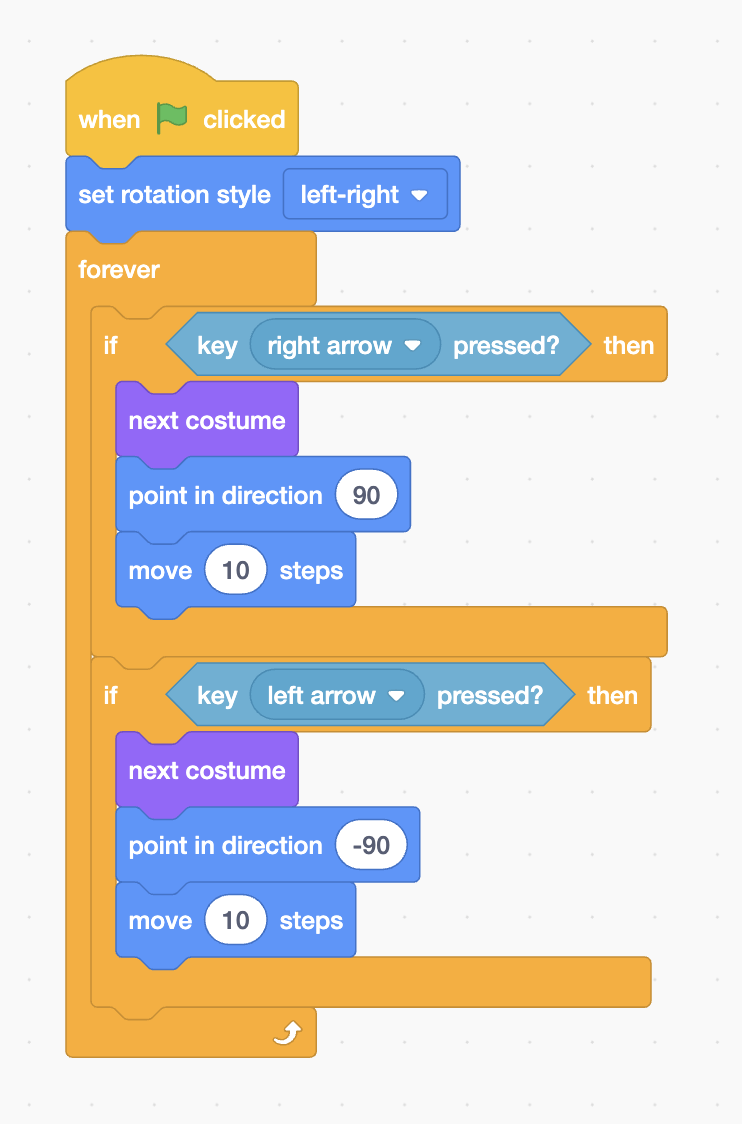 when clicked
set rotation style left-right
forever
if key right arrow pressed? then
next costume
point in direction 90
move 10 steps
if key left arrow pressed? then
next costume
point in direction -90
move 10 steps